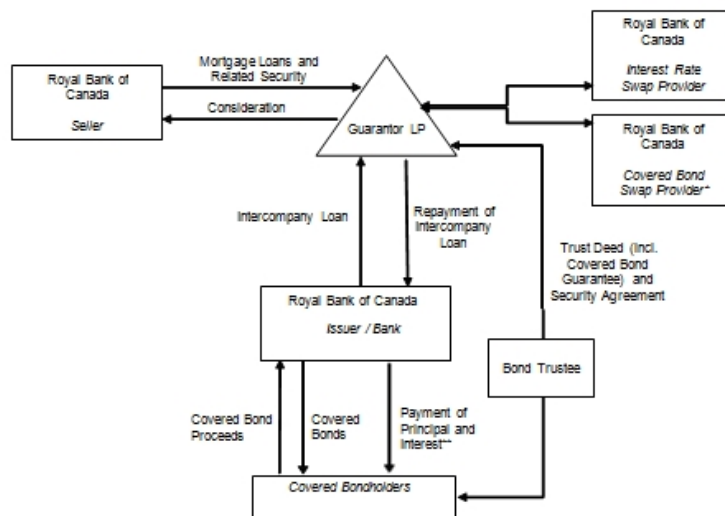 Royal Bank of
Canada
Seller
Mortgage Loans and
Related Security
Consideration
Guarantor LP
Royal Bank of
Canada
Interest Rate
Swap Provider
Royal Bank of
Canada
Covered Bond
Swap Provider*
Intercompany Loan
Repayment of
Intercompany
Loan
Trust Deed (Incl.
Covered Bond
Guarantee) and
Security Agreement
Royal Bank of Canada
Issuer / Bank
Bond Trustee
Covered Bond
Proceeds
Covered
Bonds
Payment of
Principal and
Interest**
Covered Bondholders